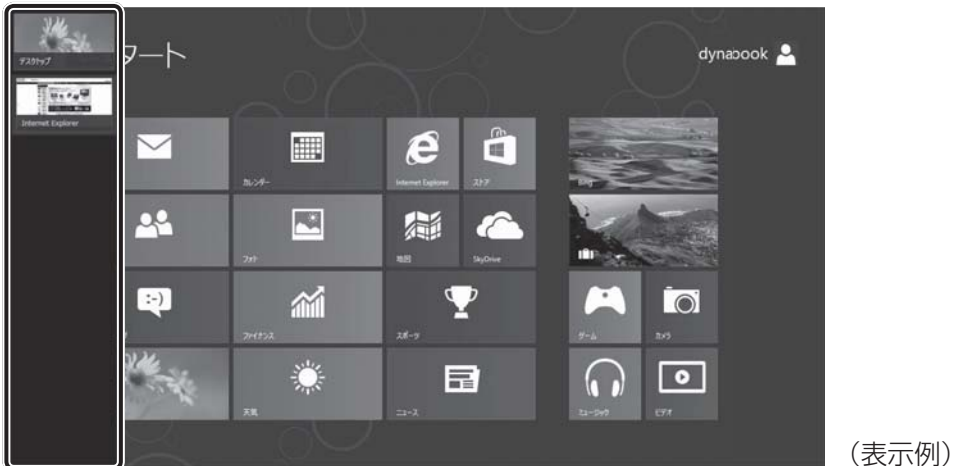 デスクトップ
Internet Explorer
タート
dynabook
カレンダー
Internet Explorer
ストア
Bing
フォト
地図
SkyDrive
:-)
ファイナンス
スポーツ
ゲーム
カメラ
天気
ニュース
ミュージック
ビデオ
（表示例）